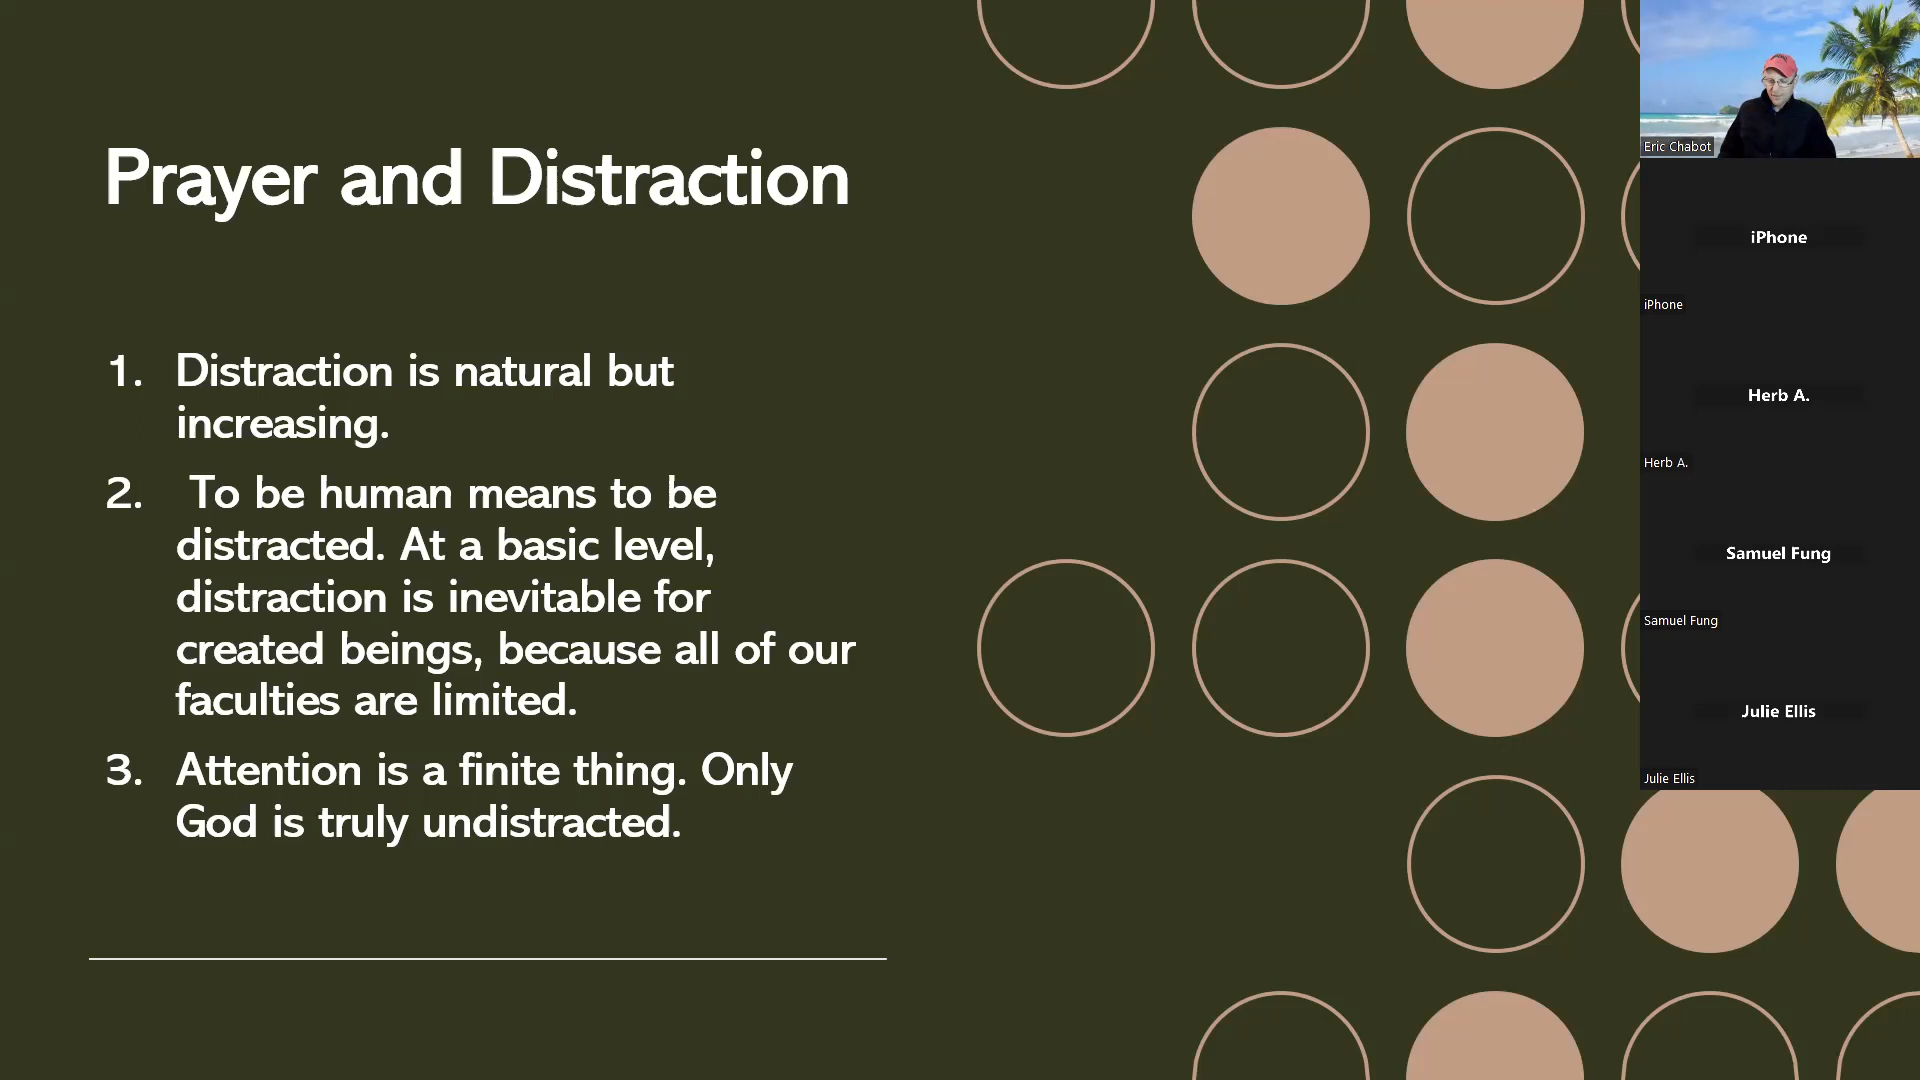 Prayer and Distraction
1. Distraction is natural but
increasing.
2. To be human means to be
distracted. At a basic level,
distraction is inevitable for
created beings, because all of our
faculties are limited.
3. Attention is a finite thing. Only
God is truly undistracted.
Eric Chabot
iPhone
iPhone
Herb A.
Herb A.
Samuel Fung
Samuel Fung
Julie Ellis
Julie Ellis